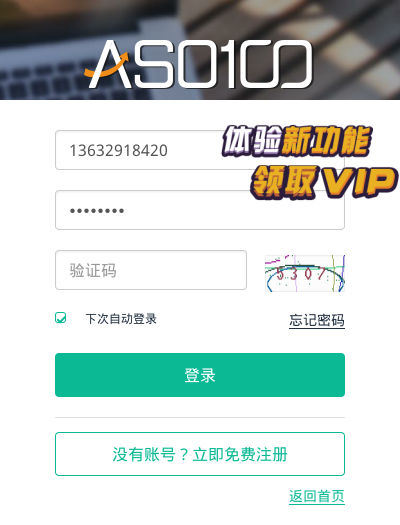 ASO100
13632918420
体验新功能
领取VIP
••••••••
验证码
5307
下次自动登录
忘记密码
登录
没有账号？立即免费注册
返回首页